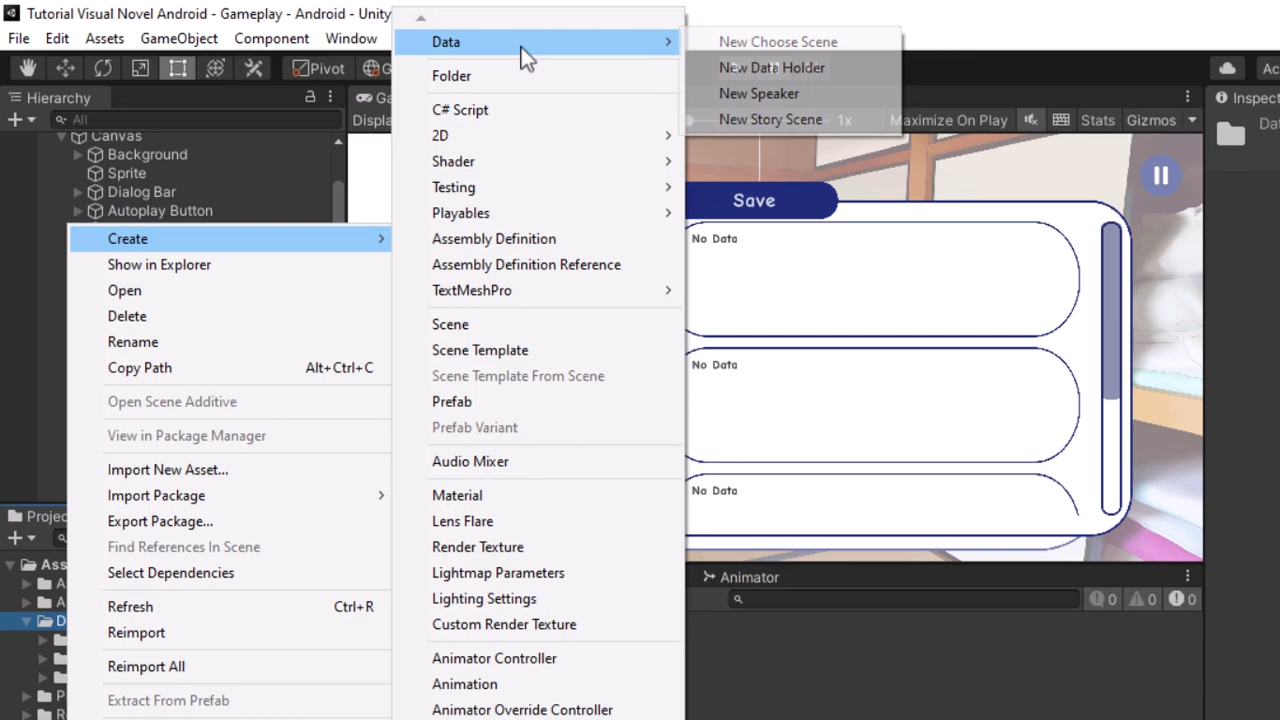 Tutorial Visual Novel Android - Gameplay - Android - Unity
File Edit Assets GameObject Component Window
Pivot
Hierarchy
All
Canvas
Background
Sprite
Dialog Bar
Autoplay Button
Create
Show in Explorer
Open
Delete
Rename
Copy Path Alt+Ctrl+C
Open Scene Additive
View in Package Manager
Import New Asset...
Import Package
Export Package...
Find References In Scene
Select Dependencies
Refresh Ctrl+R
Reimport
Reimport All
Extract From Prefab
Data
Folder
C# Script
2D
Shader
Testing
Playables
Assembly Definition
Assembly Definition Reference
TextMeshPro
Scene
Scene Template
Scene Template From Scene
Prefab
Prefab Variant
Audio Mixer
Material
Lens Flare
Render Texture
Lightmap Parameters
Lighting Settings
Custom Render Texture
Animator Controller
Animation
Animator Override Controller
New Choose Scene
New Data Holder
New Speaker
New Story Scene
1x Maximize On Play Stats Gizmos
Save
No Data
No Data
No Data
Animator
0 0 0